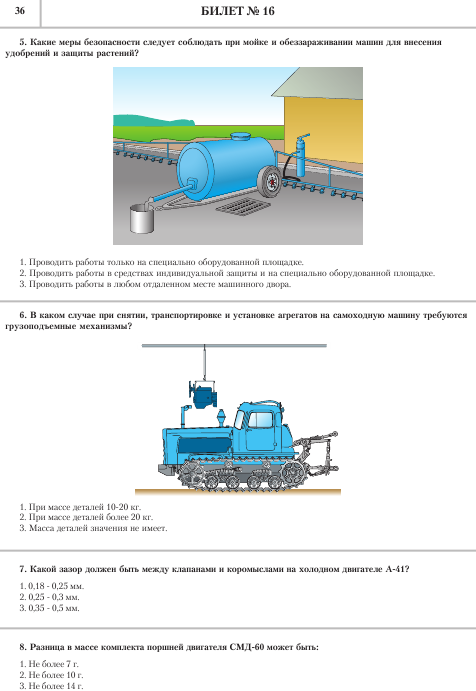 36
БИЛЕТ № 16
5. Какие меры безопасности следует соблюдать при мойке и обеззараживании машин для внесения
удобрений и защиты растений?
1. Проводить работы только на специально оборудованной площадке.
2. Проводить работы в средствах индивидуальной защиты и на специально оборудованной площадке.
3. Проводить работы в любом отдаленном месте машинного двора.
6. В каком случае при снятии, транспортировке и установке агрегатов на самоходную машину требуются
грузоподъемные механизмы?
1. При массе деталей 10-20 кг.
2. При массе деталей более 20 кг.
3. Масса деталей значения не имеет.
7. Какой зазор должен быть между клапанами и коромыслами на холодном двигателе А-41?
1. 0,18 - 0,25 мм.
2. 0,25 - 0,3 мм.
3. 0,35 - 0,5 мм.
8. Разница в массе комплекта поршней двигателя СМД-60 может быть:
1. Не более 7 г.
2. Не более 10 г.
3. Не более 14 г.